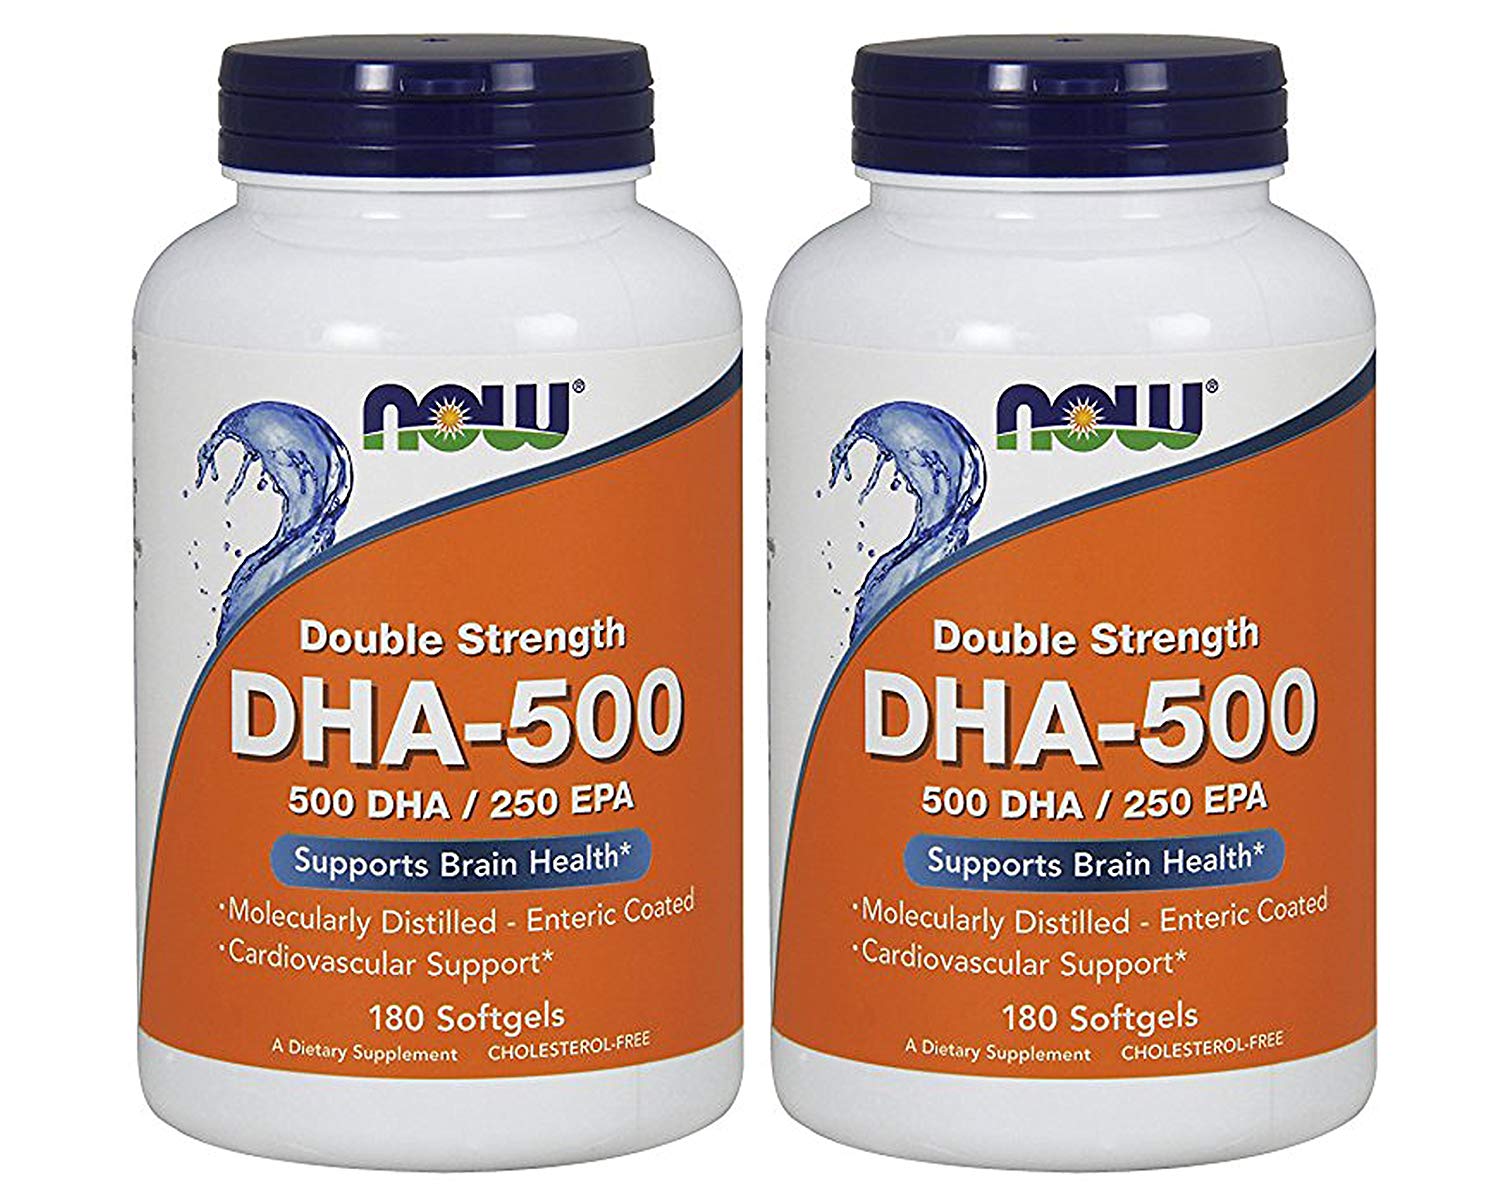 now®
Double Strength
DHA-500
500 DHA / 250 EPA
Supports Brain Health*
•Molecularly Distilled - Enteric Coated
•Cardiovascular Support*
180 Softgels
A Dietary Supplement CHOLESTEROL-FREE
now®
Double Strength
DHA-500
500 DHA / 250 EPA
Supports Brain Health*
•Molecularly Distilled - Enteric Coated
•Cardiovascular Support*
180 Softgels
A Dietary Supplement CHOLESTEROL-FREE